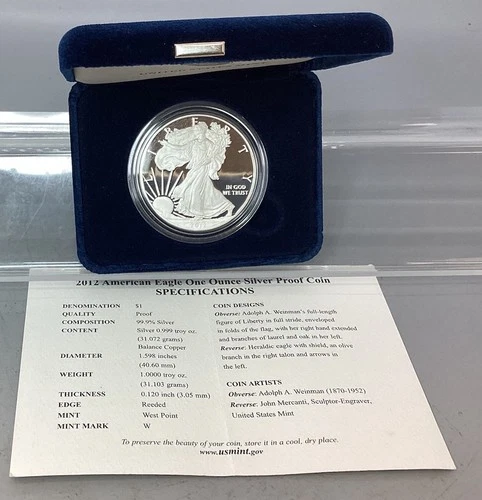 LIBERTY
IN GOD
WE TRUST
2012 American Eagle One Ounce Silver Proof Coin
SPECIFICATIONS
DENOMINATION $1
QUALITY Proof
COMPOSITION 99.9% Silver
CONTENT Silver 0.999 troy oz.
(31.072 grams)
Balance Copper
DIAMETER 1.598 inches
(40.60 mm)
WEIGHT 1.0000 troy oz.
(31.103 grams)
THICKNESS 0.120 inch (3.05 mm)
EDGE Reeded
MINT West Point
MINT MARK W
COIN DESIGNS
Obverse: Adolph A. Weinman's full-length
figure of Liberty in full stride, enveloped
in folds of the flag, with her right hand extended
and branches of laurel and oak in her left.
Reverse: Heraldic eagle with shield, an olive
branch in the right talon and arrows in
the left.
COIN ARTISTS
Obverse: Adolph A. Weinman (1870-1952)
Reverse: John Mercanti, Sculptor-Engraver,
United States Mint
To preserve the beauty of your coin, store it in a cool, dry place.
www.usmint.gov